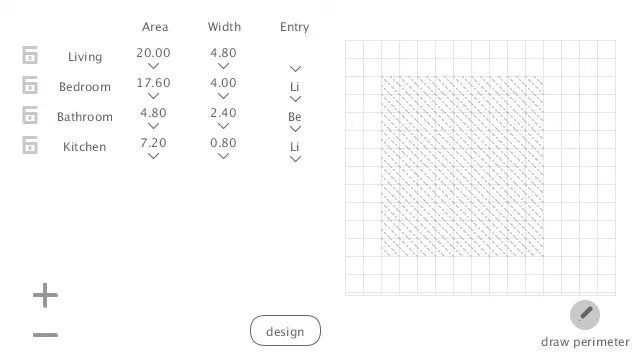 Area Width Entry
Living 20.00 4.80
Bedroom 17.60 4.00 Li
Bathroom 4.80 2.40 Be
Kitchen 7.20 0.80 Li
design
draw perimeter